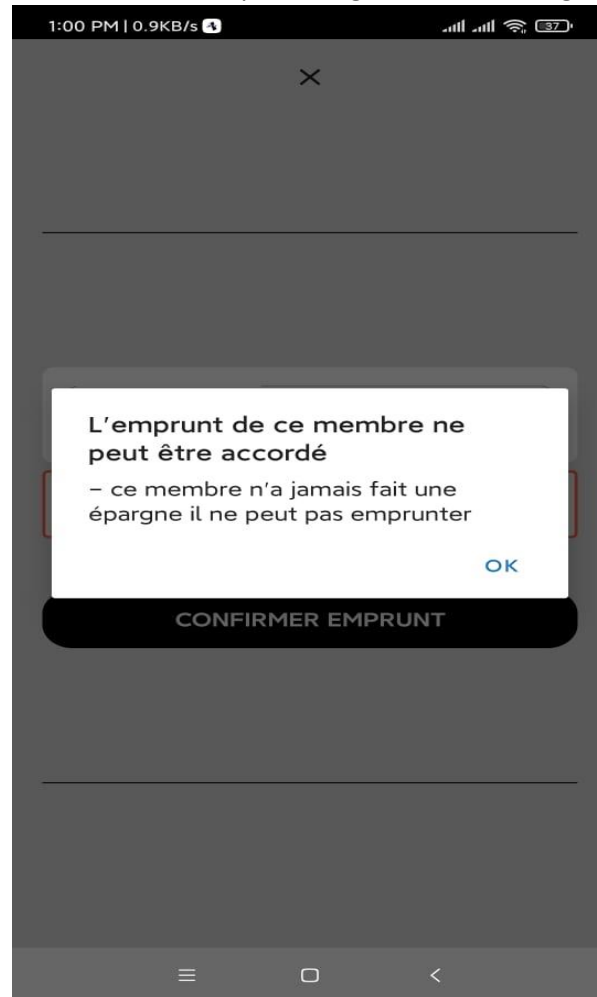 1:00 PM | 0.9KB/s
37
L'emprunt de ce membre ne
peut être accordé
– ce membre n'a jamais fait une
épargne il ne peut pas emprunter
OK
CONFIRMER EMPRUNT